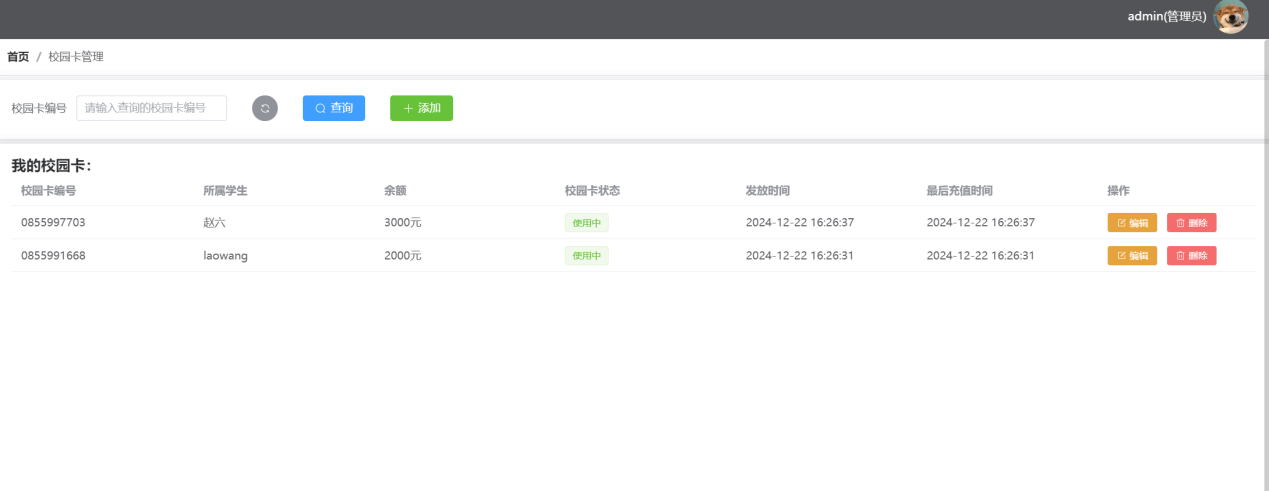 admin(管理员)
首页 / 校园卡管理
校园卡编号 请输入查询的校园卡编号 查询 添加
我的校园卡：
校园卡编号 所属学生 余额 校园卡状态 发放时间 最后充值时间 操作
0855997703 赵六 3000元 使用中 2024-12-22 16:26:37 2024-12-22 16:26:37 编辑 删除
0855991668 laowang 2000元 使用中 2024-12-22 16:26:31 2024-12-22 16:26:31 编辑 删除